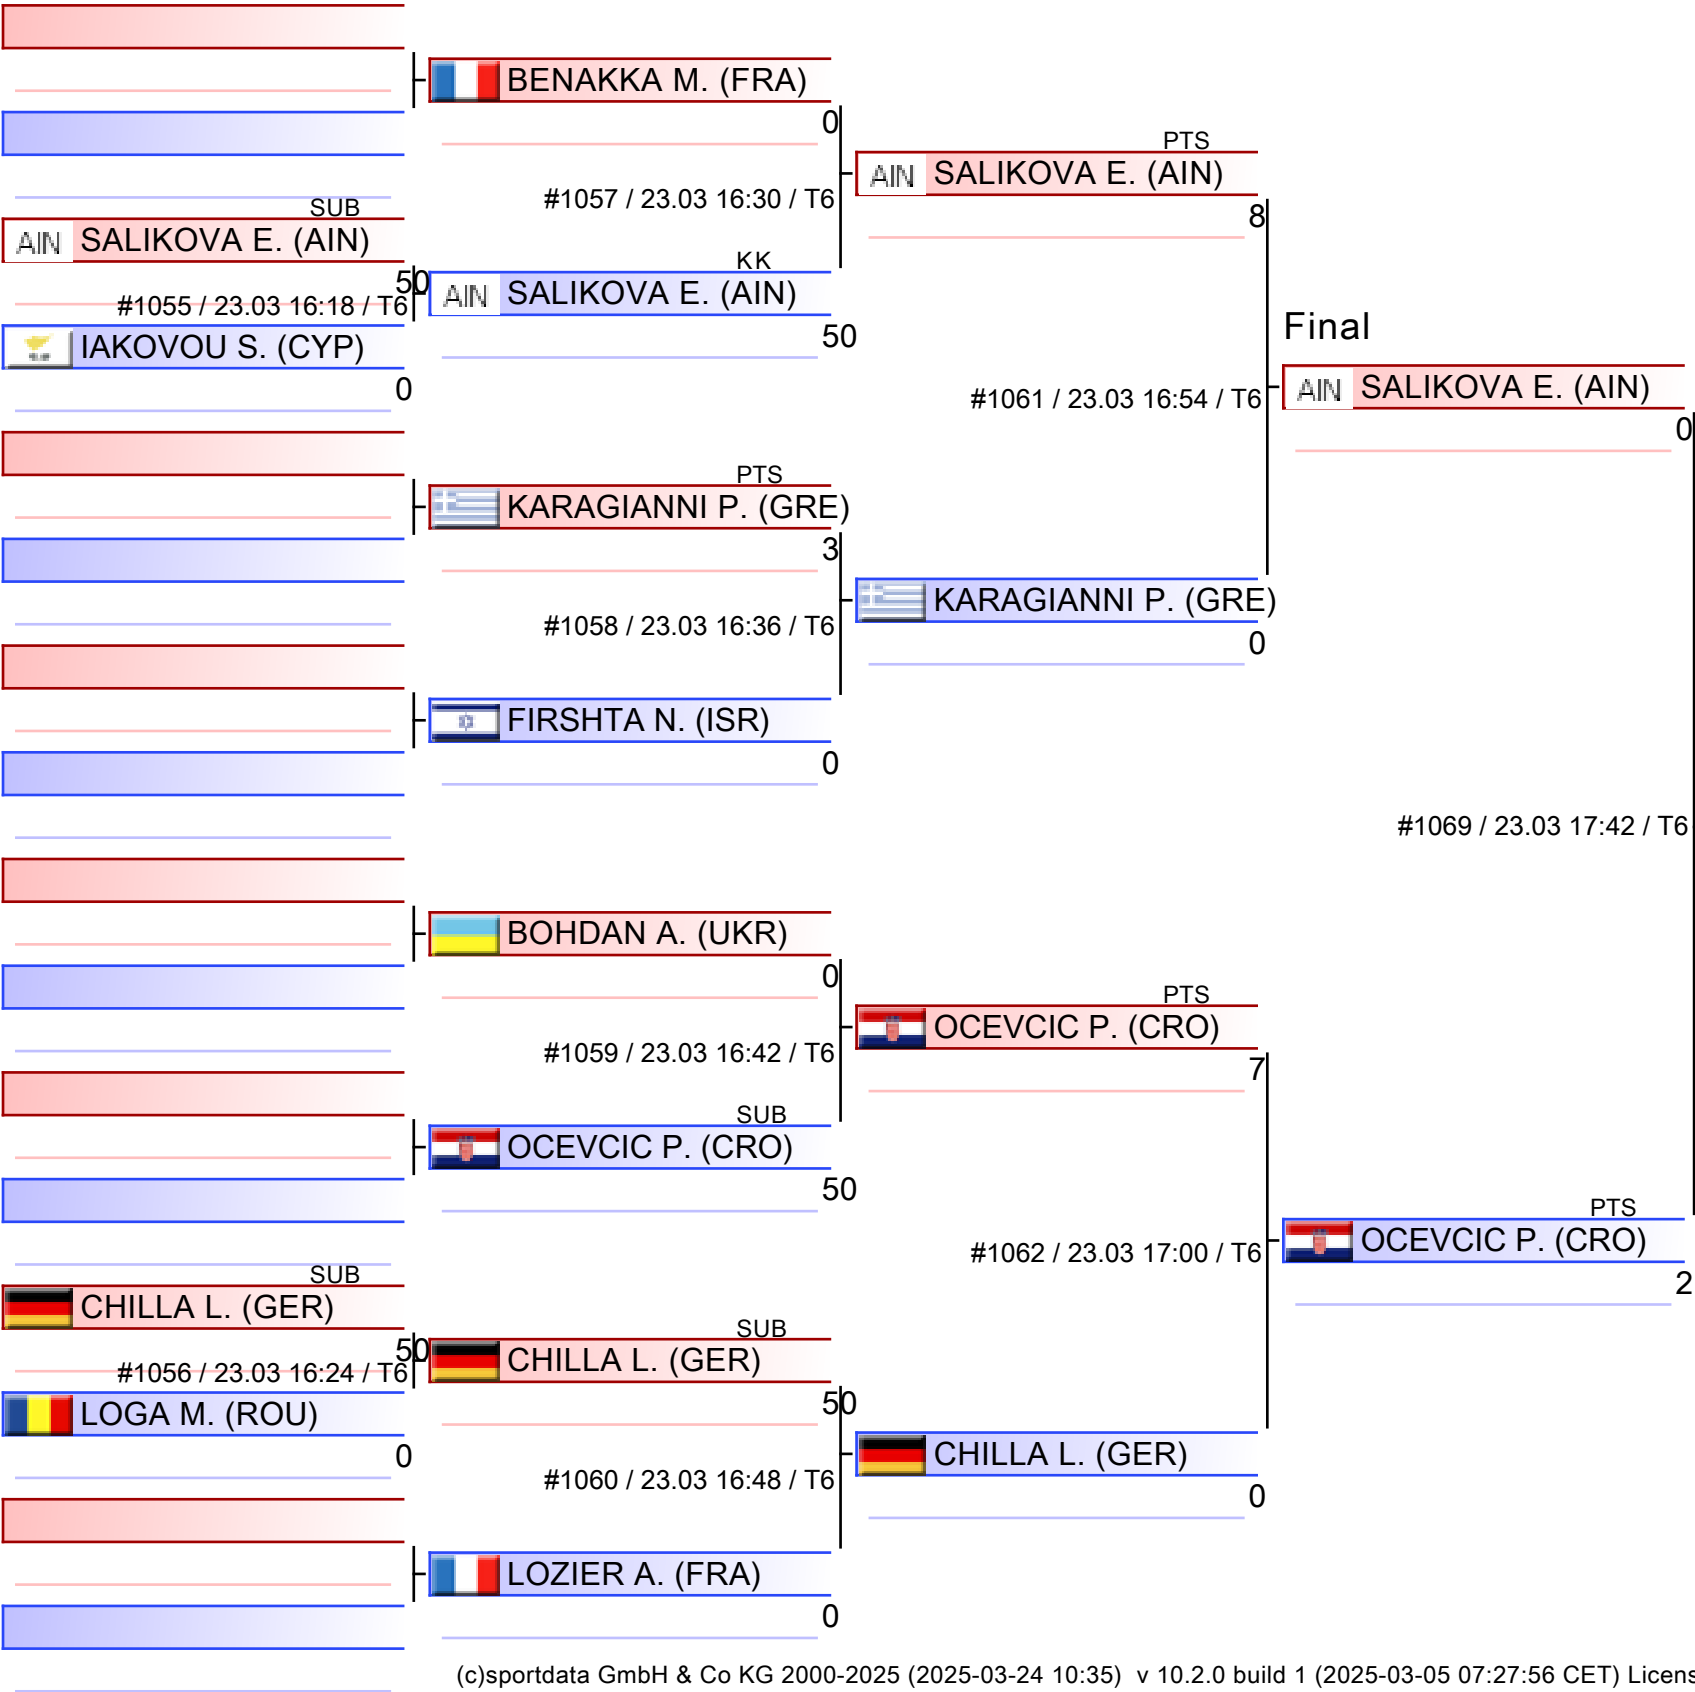 BENAKKA M. (FRA)
0
PTS
AIN SALIKOVA E. (AIN)
#1057 / 23.03 16:30 / T6
8
SUB
AIN SALIKOVA E. (AIN)
50
#1055 / 23.03 16:18 / T6
KK
AIN SALIKOVA E. (AIN)
50
IAKOVOU S. (CYP)
0
Final
AIN SALIKOVA E. (AIN)
0
#1061 / 23.03 16:54 / T6
PTS
KARAGIANNI P. (GRE)
3
KARAGIANNI P. (GRE)
0
#1058 / 23.03 16:36 / T6
FIRSHTA N. (ISR)
0
#1069 / 23.03 17:42 / T6
BOHDAN A. (UKR)
0
PTS
OCEVCIC P. (CRO)
7
#1059 / 23.03 16:42 / T6
SUB
OCEVCIC P. (CRO)
50
PTS
OCEVCIC P. (CRO)
2
#1062 / 23.03 17:00 / T6
SUB
CHILLA L. (GER)
50
#1056 / 23.03 16:24 / T6
SUB
CHILLA L. (GER)
50
LOGA M. (ROU)
0
CHILLA L. (GER)
0
#1060 / 23.03 16:48 / T6
LOZIER A. (FRA)
0
(c)sportdata GmbH & Co KG 2000-2025 (2025-03-24 10:35) v 10.2.0 build 1 (2025-03-05 07:27:56 CET) Licens